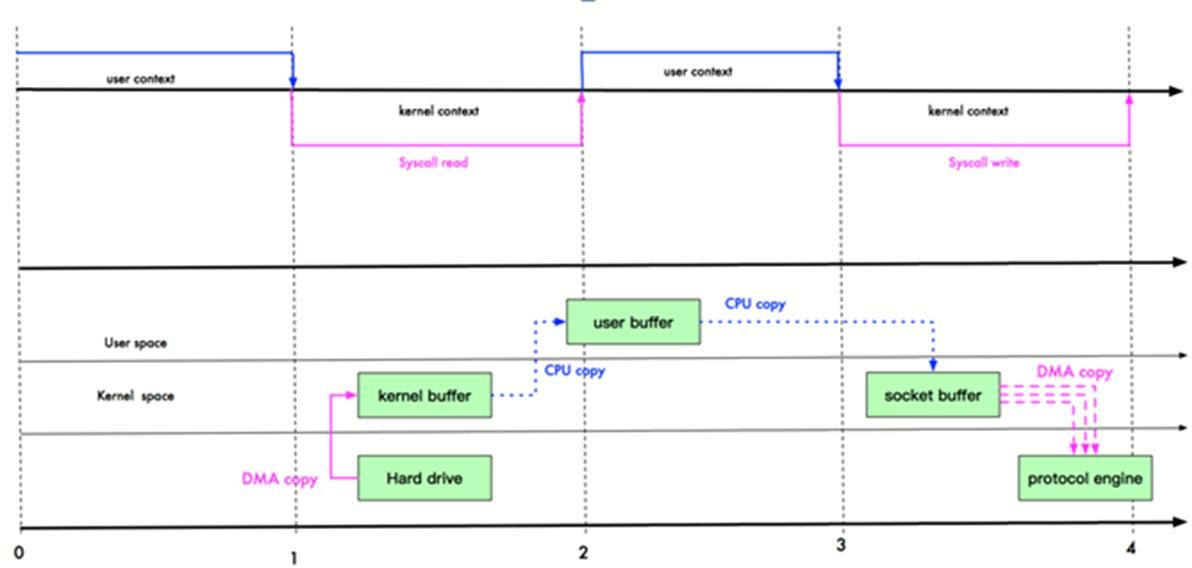 user context
user context
kernel context
kernel context
Syscall read
Syscall write
CPU copy
user buffer
User space
CPU copy
DMA copy
Kernel space
kernel buffer
socket buffer
DMA copy
Hard drive
protocol engine
0
1
2
3
4